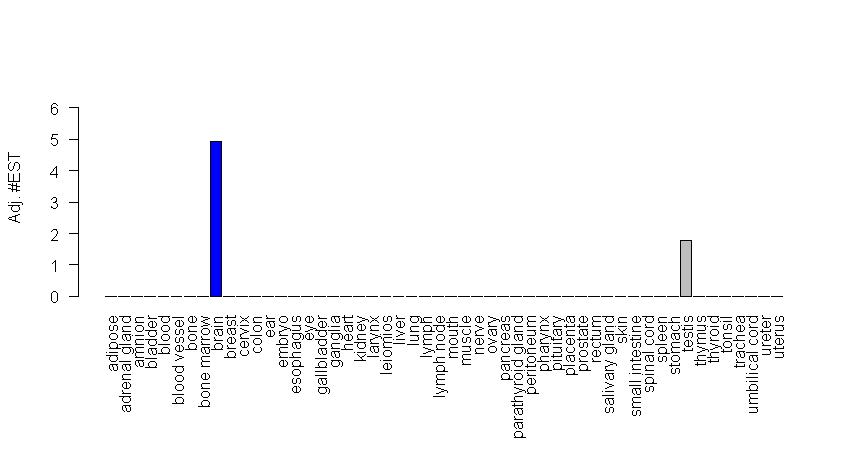 Adj. #EST
6
5
4
3
2
1
0
adipose
adrenal gland
amnion
bladder
blood
blood vessel
bone
bone marrow
brain
breast
cervix
colon
ear
embryo
esophagus
eye
gallbladder
ganglia
heart
kidney
larynx
leiomios
liver
lung
lymph
lymph node
mouth
muscle
nerve
ovary
pancreas
parathyroid gland
peritoneum
pharynx
pituitary
placenta
prostate
rectum
salivary gland
skin
small intestine
spinal cord
spleen
stomach
testis
thymus
thyroid
tonsil
trachea
umbilical cord
ureter
uterus